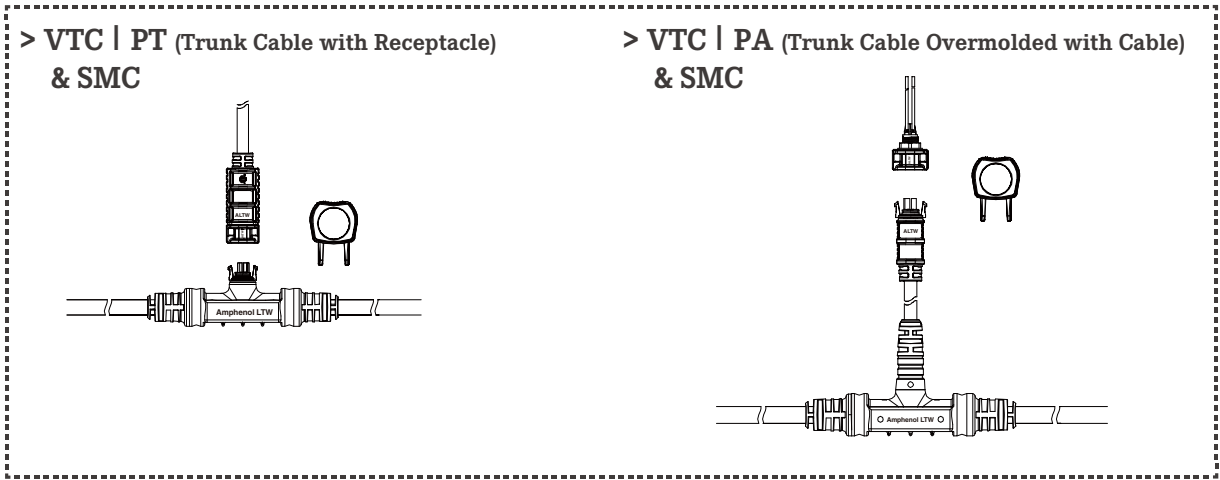 > VTC | PT (Trunk Cable with Receptacle)
& SMC
ALTW
Amphenol LTW
> VTC | PA (Trunk Cable Overmolded with Cable)
& SMC
ALTW
Amphenol LTW